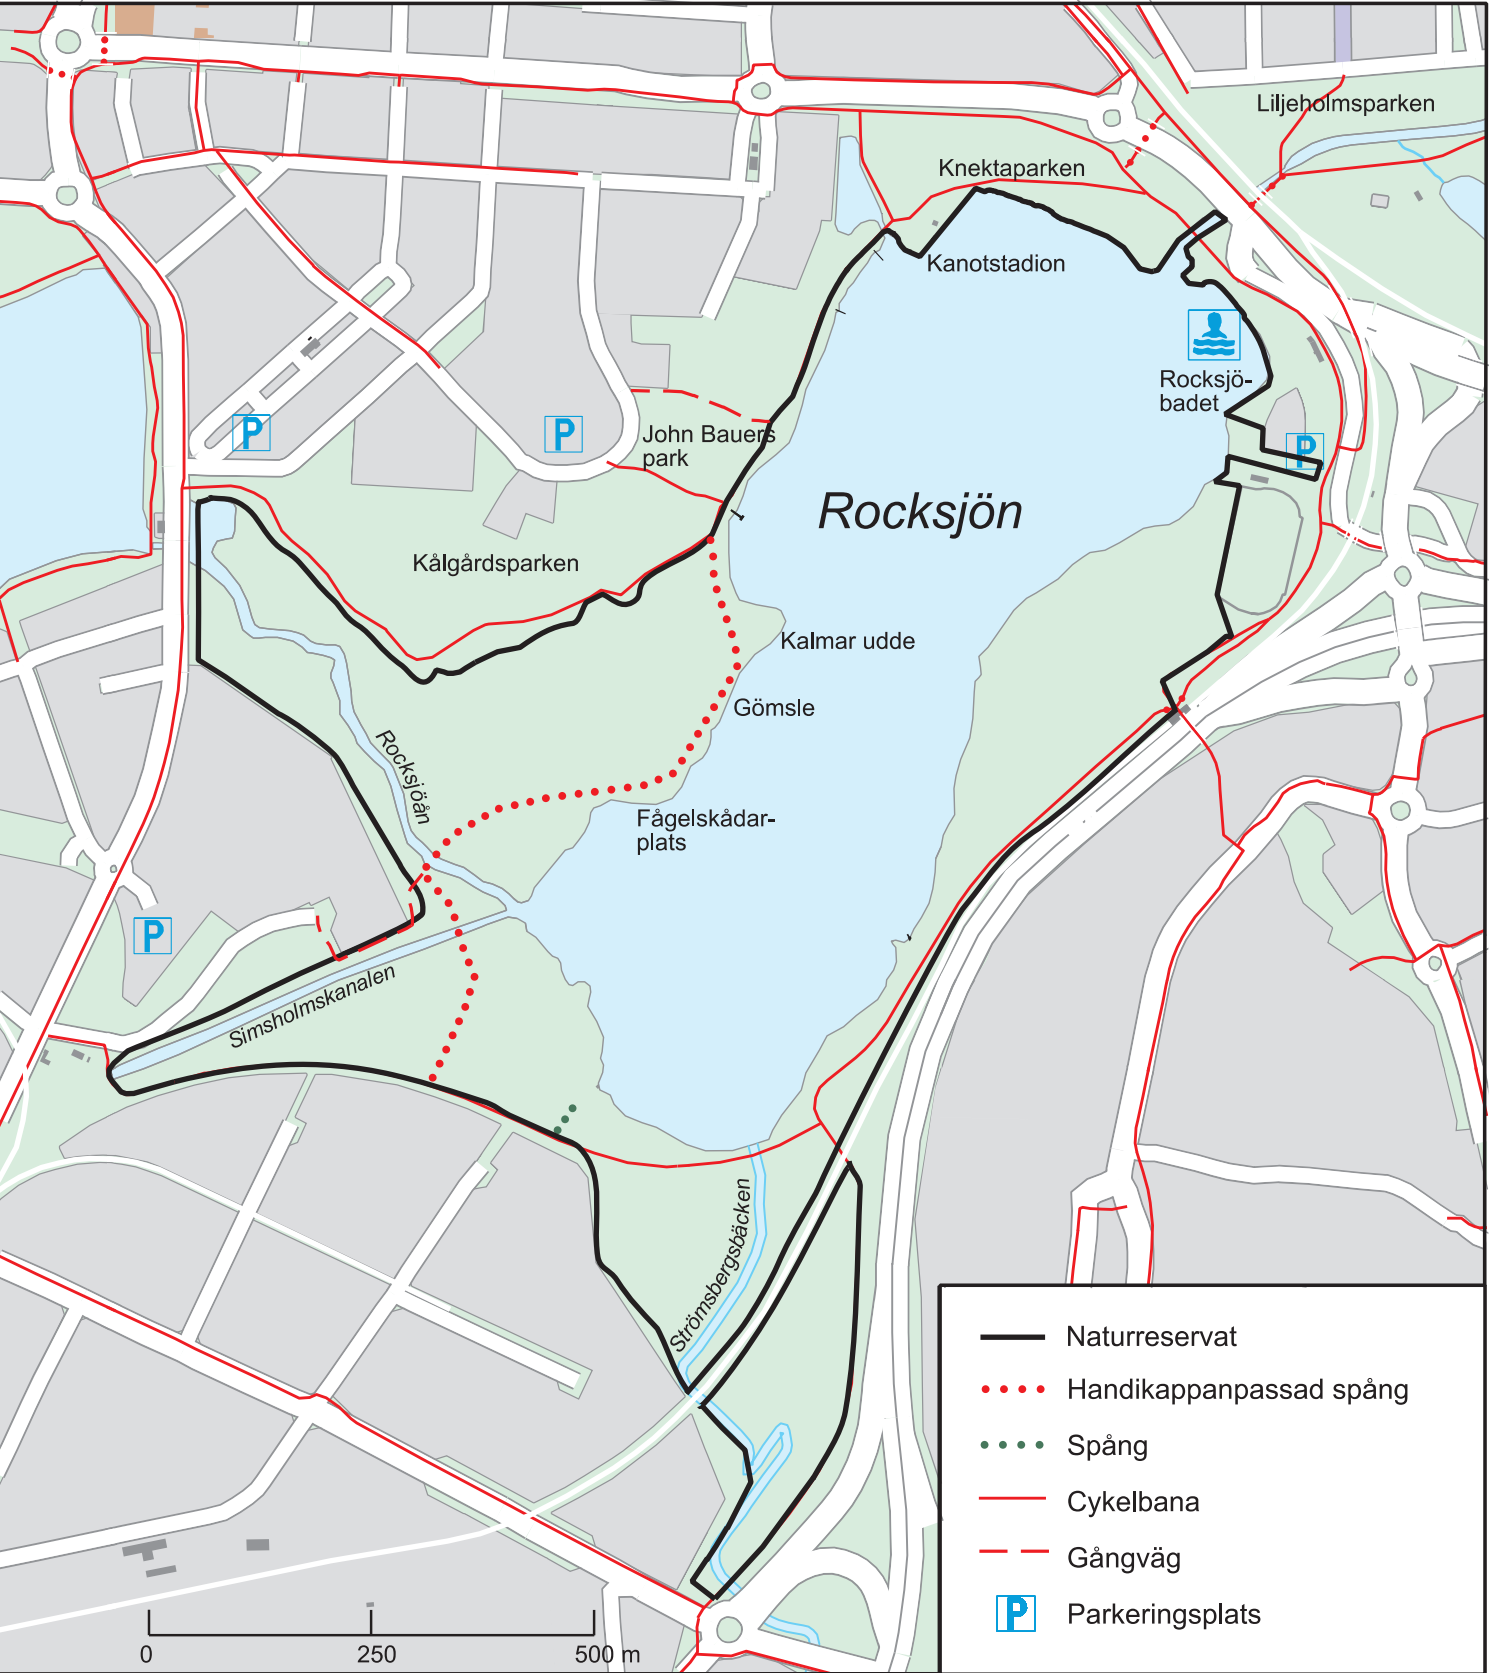 Liljeholmsparken
Knektaparken
Kanotstadion
Rocksjö-
badet
P
P
John Bauers
park
P
Rocksjön
Kålgårdsparken
Kalmar udde
Gömsle
Rocksjöån
Fågelskådar-
plats
P
Simsholmskanalen
Strömsbergsbäcken
Naturreservat
Handikappanpassad spång
Spång
Cykelbana
Gångväg
P Parkeringsplats
0 250 500 m